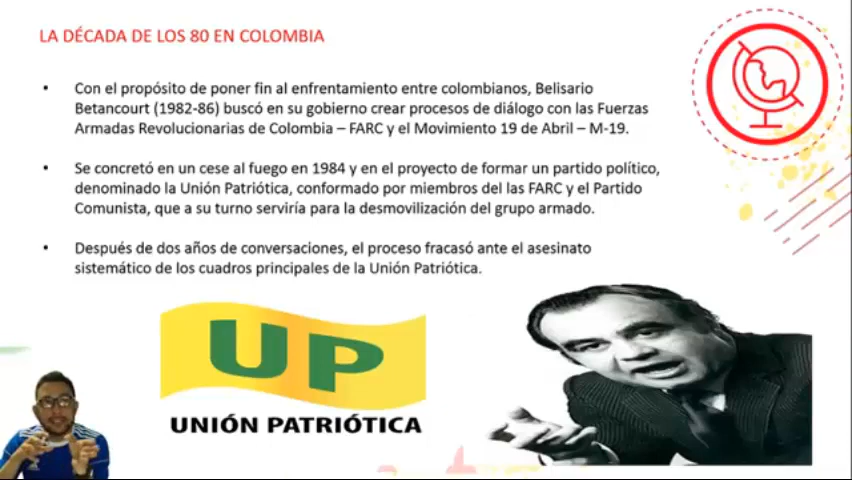 LA DÉCADA DE LOS 80 EN COLOMBIA
• Con el propósito de poner fin al enfrentamiento entre colombianos, Belisario
Betancourt (1982-86) buscó en su gobierno crear procesos de diálogo con las Fuerzas
Armadas Revolucionarias de Colombia – FARC y el Movimiento 19 de Abril – M-19.
• Se concretó en un cese al fuego en 1984 y en el proyecto de formar un partido político,
denominado la Unión Patriótica, conformado por miembros del las FARC y el Partido
Comunista, que a su turno serviría para la desmovilización del grupo armado.
• Después de dos años de conversaciones, el proceso fracasó ante el asesinato
sistemático de los cuadros principales de la Unión Patriótica.
UP
UNIÓN PATRIÓTICA